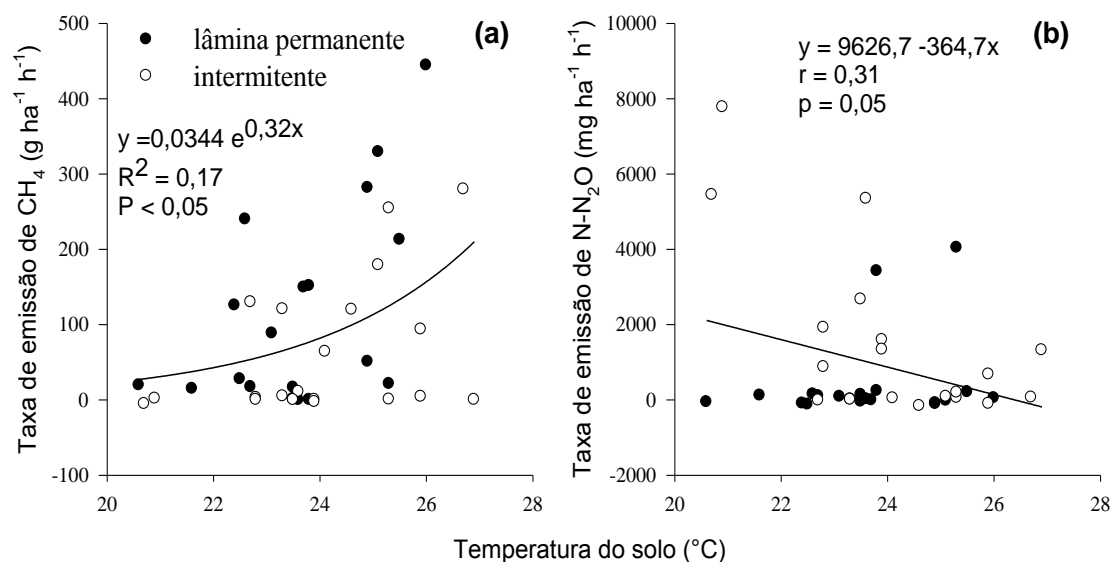 (a)
lâmina permanente
intermitente
y =0,0344 e^0,32x
R² = 0,17
P < 0,05
Taxa de emissão de CH₄ (g ha⁻¹ h⁻¹)
500
400
300
200
100
0
-100
20 22 24 26 28
(b)
y = 9626,7 -364,7x
r = 0,31
p = 0,05
Taxa de emissão de N-N₂O (mg ha⁻¹ h⁻¹)
10000
8000
6000
4000
2000
0
-2000
20 22 24 26 28
Temperatura do solo (°C)